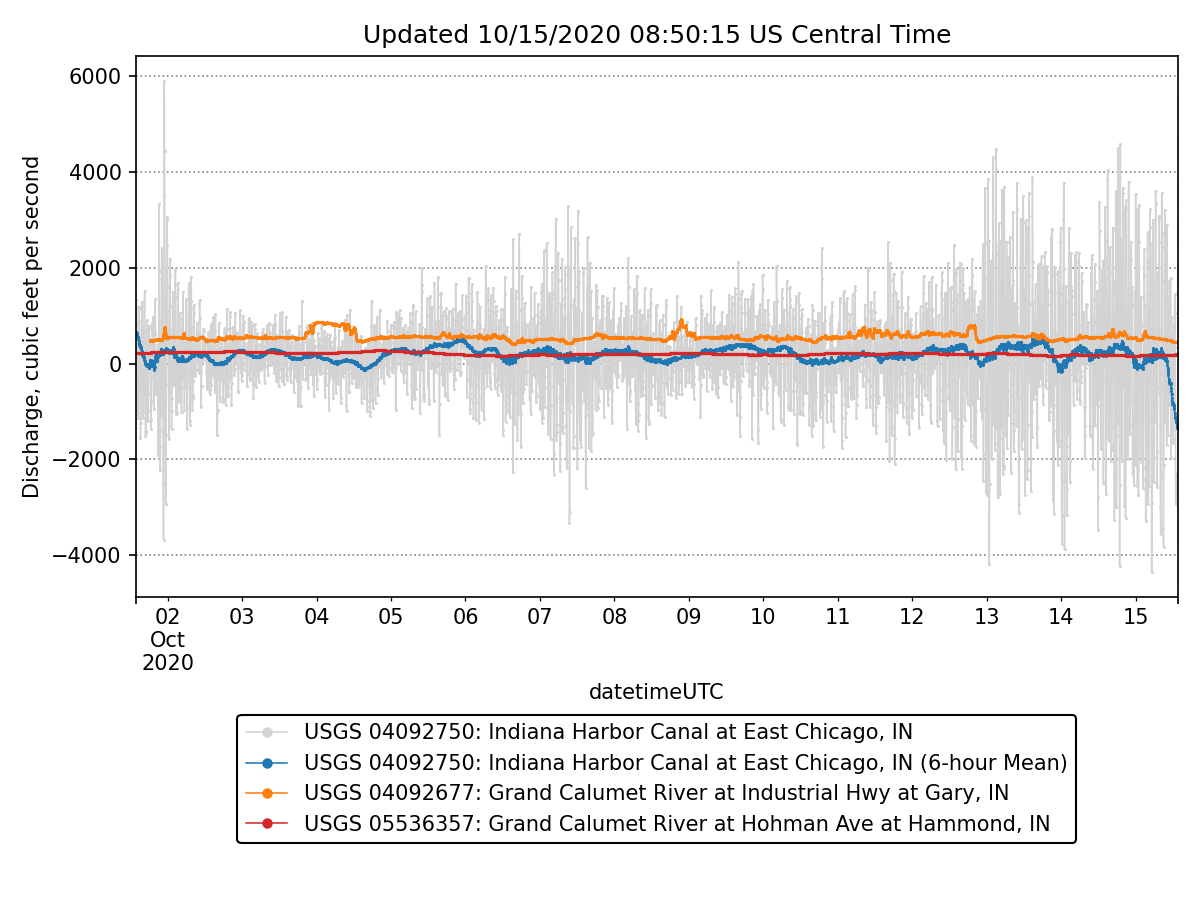 Updated 10/15/2020 08:50:15 US Central Time
Discharge, cubic feet per second
6000
4000
2000
0
−2000
−4000
02 03 04 05 06 07 08 09 10 11 12 13 14 15
Oct
2020
datetimeUTC
USGS 04092750: Indiana Harbor Canal at East Chicago, IN
USGS 04092750: Indiana Harbor Canal at East Chicago, IN (6-hour Mean)
USGS 04092677: Grand Calumet River at Industrial Hwy at Gary, IN
USGS 05536357: Grand Calumet River at Hohman Ave at Hammond, IN